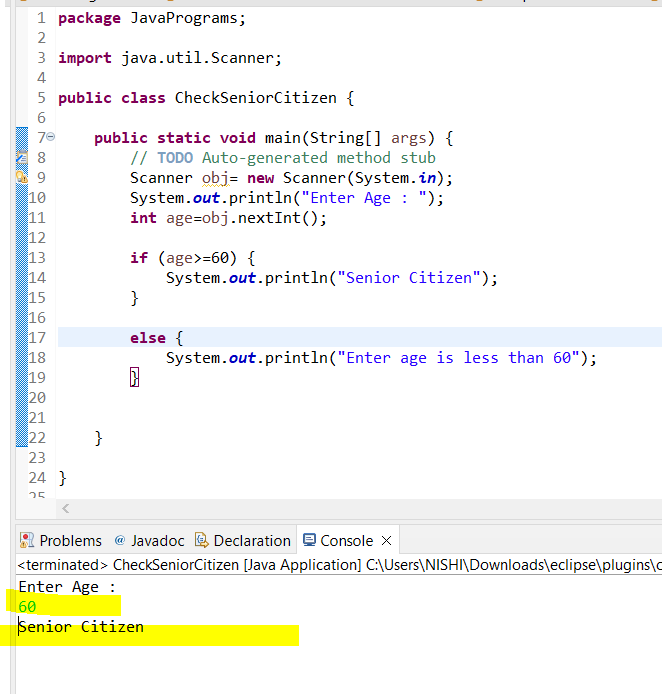 1 package JavaPrograms;
2
3 import java.util.Scanner;
4
5 public class CheckSeniorCitizen {
6
7 public static void main(String[] args) {
8 // TODO Auto-generated method stub
9 Scanner obj= new Scanner(System.in);
10 System.out.println("Enter Age : ");
11 int age=obj.nextInt();
12
13 if (age>=60) {
14 System.out.println("Senior Citizen");
15 }
16
17 else {
18 System.out.println("Enter age is less than 60");
19 }
20
21
22 }
23
24 }
25
Problems @ Javadoc Declaration Console
<terminated> CheckSeniorCitizen [Java Application] C:\Users\NISHI\Downloads\eclipse\plugins\
Enter Age :
60
Senior Citizen